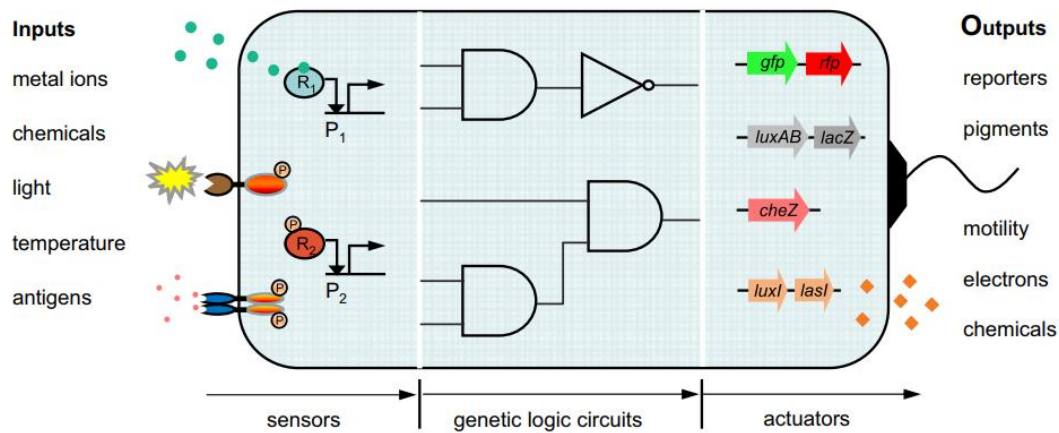 Inputs
metal ions
chemicals
light
temperature
antigens
R1
P1
P
P
R2
P2
P
P
gfp rfp
luxAB lacZ
cheZ
luxI lasI
Outputs
reporters
pigments
motility
electrons
chemicals
sensors genetic logic circuits actuators